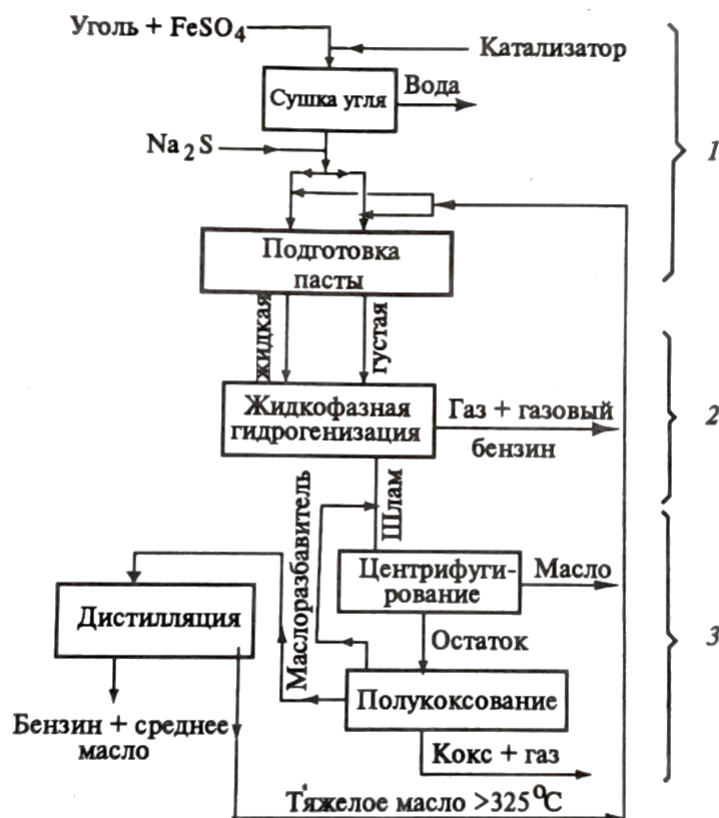 Уголь + FeSO4
Катализатор
Сушка угля
Вода
Na2S
1
Подготовка
пасты
жидкая
густая
Жидкофазная
гидрогенизация
Газ + газовый
бензин
2
Шлам
Маслоразбавитель
Центрифуги-
рование
Масло
Дистилляция
Остаток
3
Полукоксование
Бензин + среднее
масло
Кокс + газ
Тяжелое масло >325°С